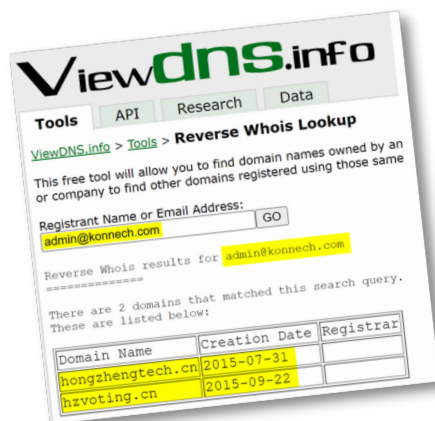 Viewdns.info
Tools API Research Data
ViewDNS.info > Tools > Reverse Whois Lookup
This free tool will allow you to find domain names owned by an
or company to find other domains registered using those same
Registrant Name or Email Address:
admin@konnech.com GO
Reverse Whois results for admin@konnech.com
==============
There are 2 domains that matched this search query.
These are listed below:
Domain Name Creation Date Registrar
hongzhengtech.cn 2015-07-31
hzvoting.cn 2015-09-22